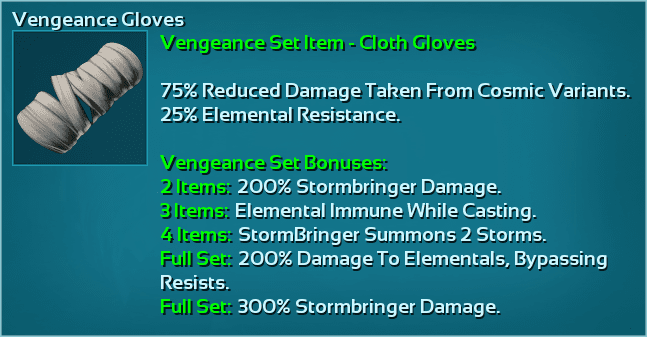 Vengeance Gloves
Vengeance Set Item - Cloth Gloves
75% Reduced Damage Taken From Cosmic Variants.
25% Elemental Resistance.
Vengeance Set Bonuses:
2 Items: 200% Stormbringer Damage.
3 Items: Elemental Immune While Casting.
4 Items: StormBringer Summons 2 Storms.
Full Set: 200% Damage To Elementals, Bypassing
Resists.
Full Set: 300% Stormbringer Damage.